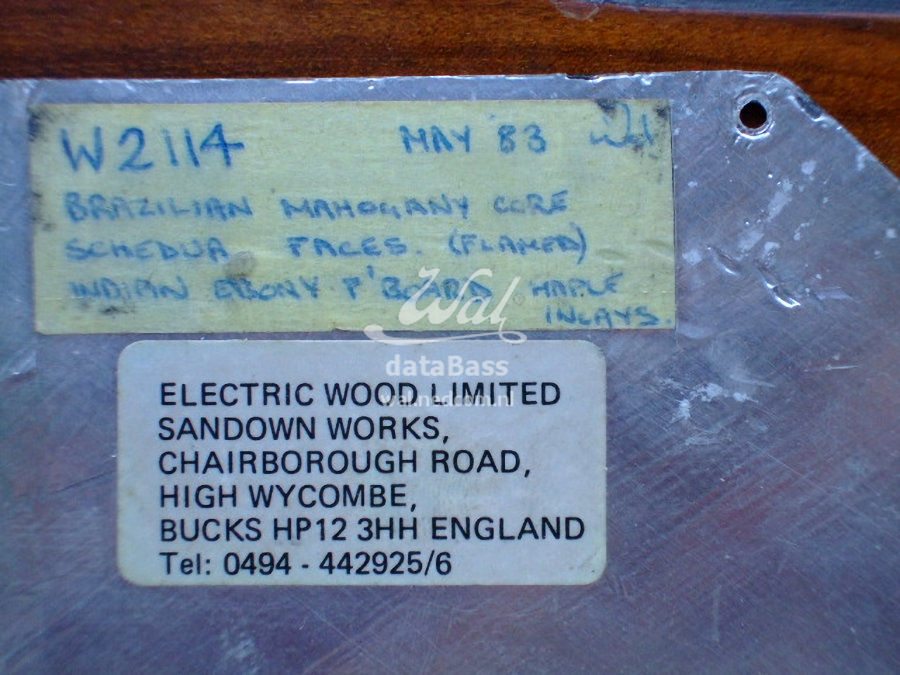 W2114 MAY 83 Wal
BRAZILIAN MAHOGANY CORE
SCHEDUA FACES. (FLAMED)
INDIAN EBONY F'BOARD MAPLE
INLAYS.
Wal
dataBass
ELECTRIC WOOD LIMITED
SANDOWN WORKS,
CHAIRBOROUGH ROAD,
HIGH WYCOMBE,
BUCKS HP12 3HH ENGLAND
Tel: 0494 - 442925/6